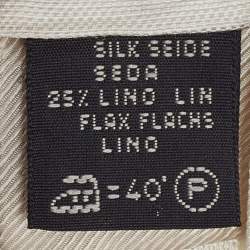 SILK SEIDE
SEDA
25% LINO LIN
FLAX FLACHS
LINO
=40' P